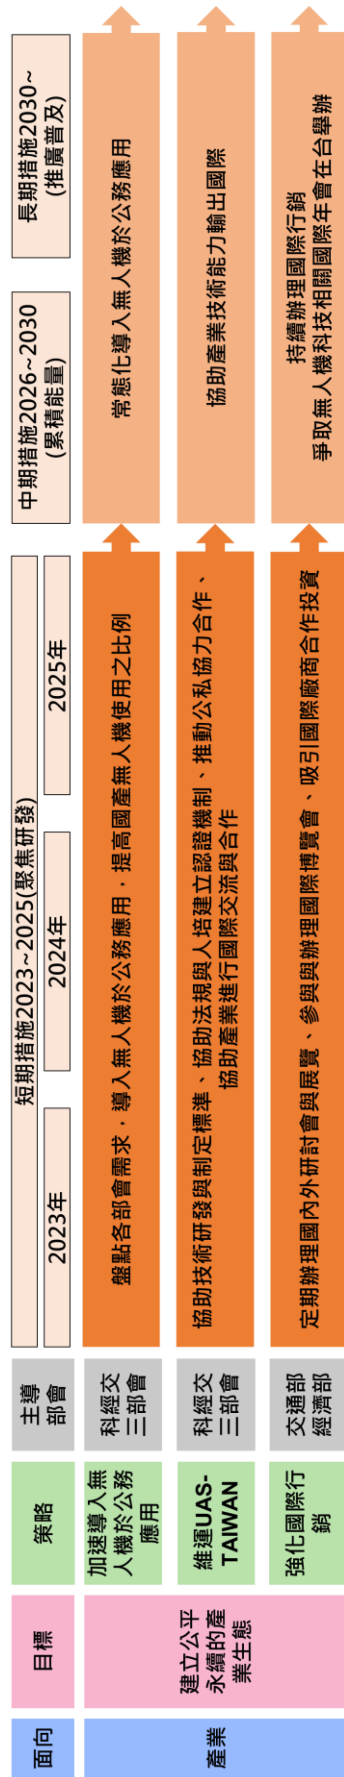 面向
目標
策略
主導
部會
短期措施2023~2025(聚焦研發)
2023年
2024年
2025年
中期措施2026~2030
(累積能量)
長期措施2030~
(推廣普及)
產業
建立公平
永續的產
業生態
加速導入無
人機於公務
應用
科經交
三部會
盤點各部會需求，導入無人機於公務應用，提高國產無人機使用之比例
常態化導入無人機於公務應用
維運UAS-
TAIWAN
科經交
三部會
協助技術研發與制定標準、協助法規與人培建立認證機制、推動公私協力合作、
協助產業進行國際交流與合作
協助產業技術能力輸出國際
強化國際行
銷
交通部
經濟部
定期辦理國內外研討會與展覽、參與與辦理國際博覽會、吸引國際廠商合作投資
持續辦理國際行銷
爭取無人機科技相關國際年會在台舉辦